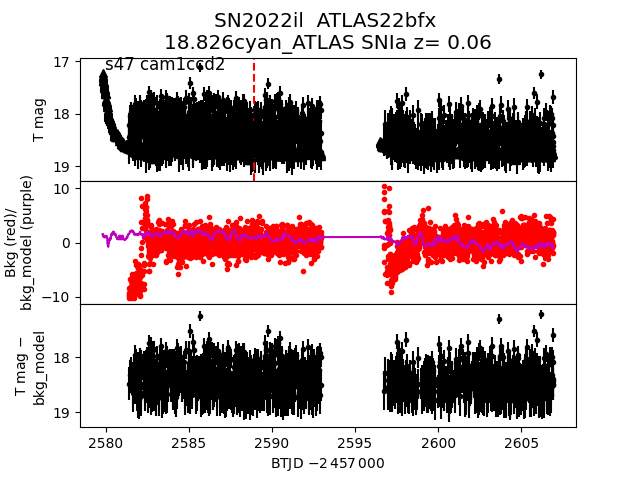 SN2022il  ATLAS22bfx
18.826cyan_ATLAS SNIa z= 0.06
s47 cam1ccd2
17
18
19
T mag
10
0
−10
Bkg (red)/
bkg_model (purple)
18
19
T mag −
bkg_model
2580 2585 2590 2595 2600 2605
BTJD −2 457 000